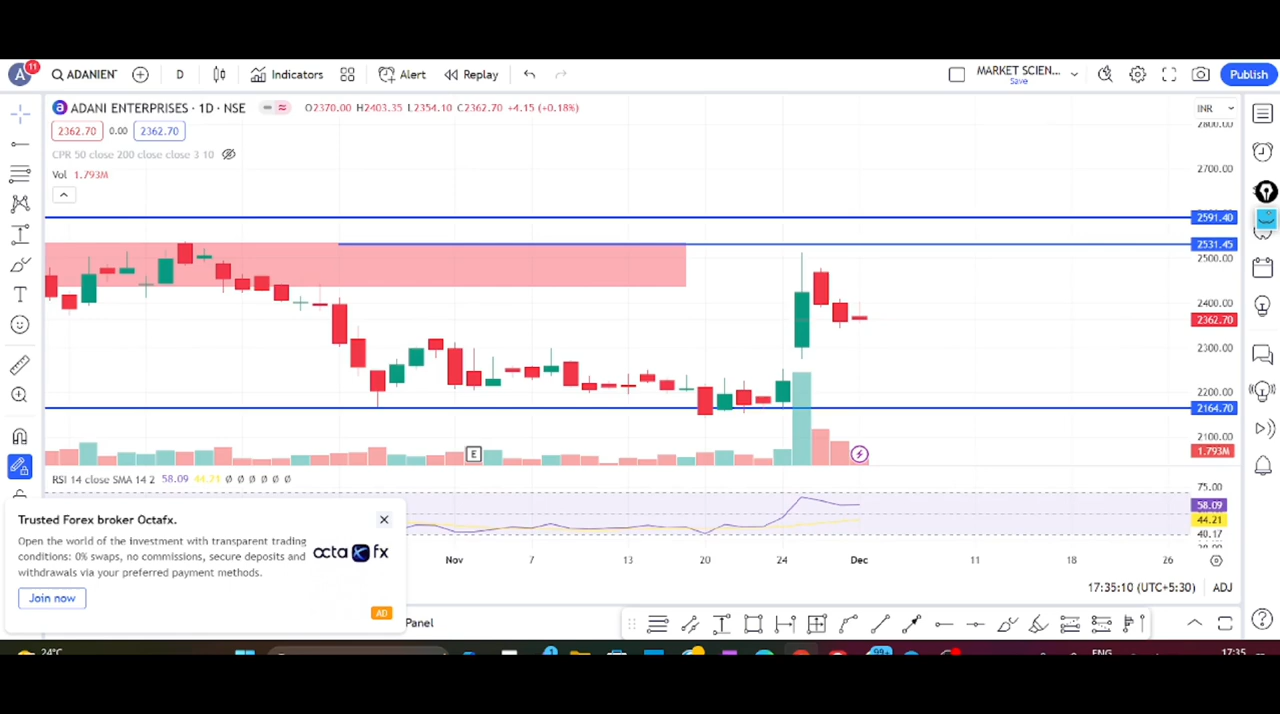 A 11 ADANIENT D Indicators Alert Replay MARKET SCIEN... Save Publish
ADANI ENTERPRISES · 1D · NSE O2370.00 H2403.35 L2354.10 C2362.70 +4.15 (+0.18%) INR
2362.70 0.00 2362.70
CPR 50 close 200 close close 3 10
Vol 1.793M
2800.00
2700.00
2591.40
2531.45
2500.00
2400.00
2362.70
2300.00
2200.00
2164.70
2100.00
1.793M
E
RSI 14 close SMA 14 2 58.09 44.21 Ø Ø Ø Ø Ø Ø
75.00
58.09
44.21
40.17
Trusted Forex broker Octafx.
Open the world of the investment with transparent trading
conditions: 0% swaps, no commissions, secure deposits and
withdrawals via your preferred payment methods.
octa fx
Join now
AD
Nov 7 13 20 24 Dec 11 18 26
17:35:10 (UTC+5:30) ADJ
Panel
24°C 1 99+ ENG 17:35